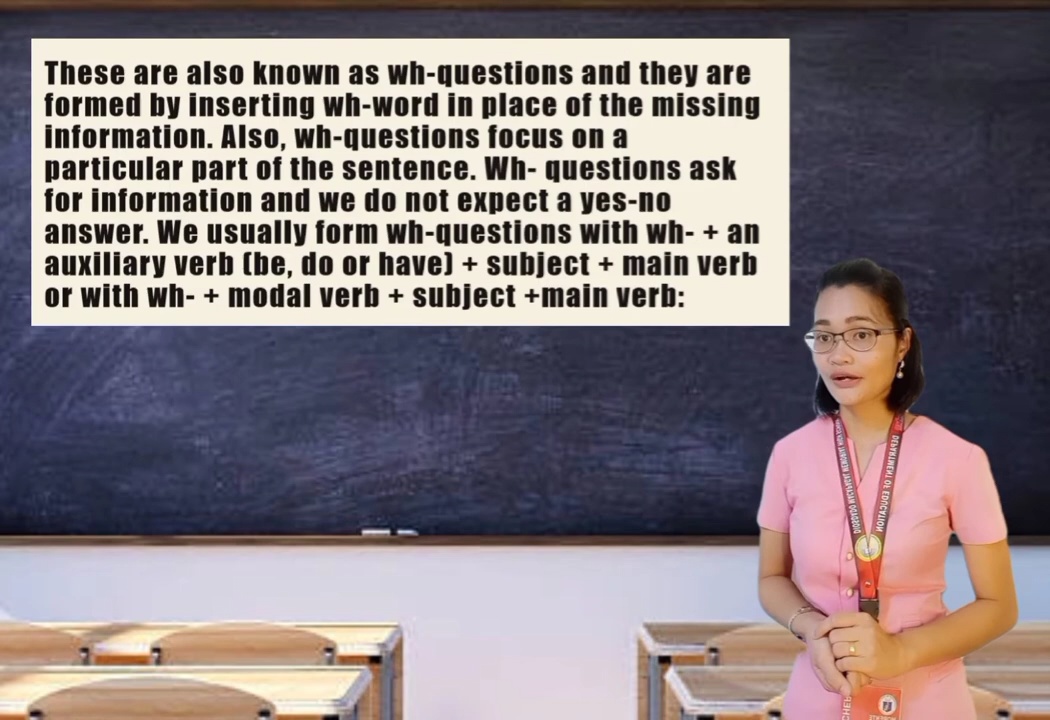 These are also known as wh-questions and they are
formed by inserting wh-word in place of the missing
information. Also, wh-questions focus on a
particular part of the sentence. Wh- questions ask
for information and we do not expect a yes-no
answer. We usually form wh-questions with wh- + an
auxiliary verb (be, do or have) + subject + main verb
or with wh- + modal verb + subject +main verb:
DEPARTMENT OF EDUCATION